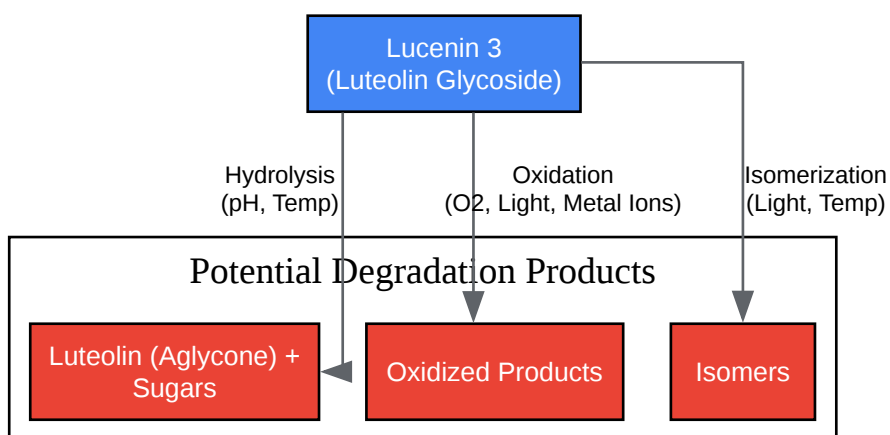 Lucenin 3
(Luteolin Glycoside)
Hydrolysis
(pH, Temp)
Oxidation
(O2, Light, Metal Ions)
Isomerization
(Light, Temp)
Potential Degradation Products
Luteolin (Aglycone) +
Sugars
Oxidized Products
Isomers